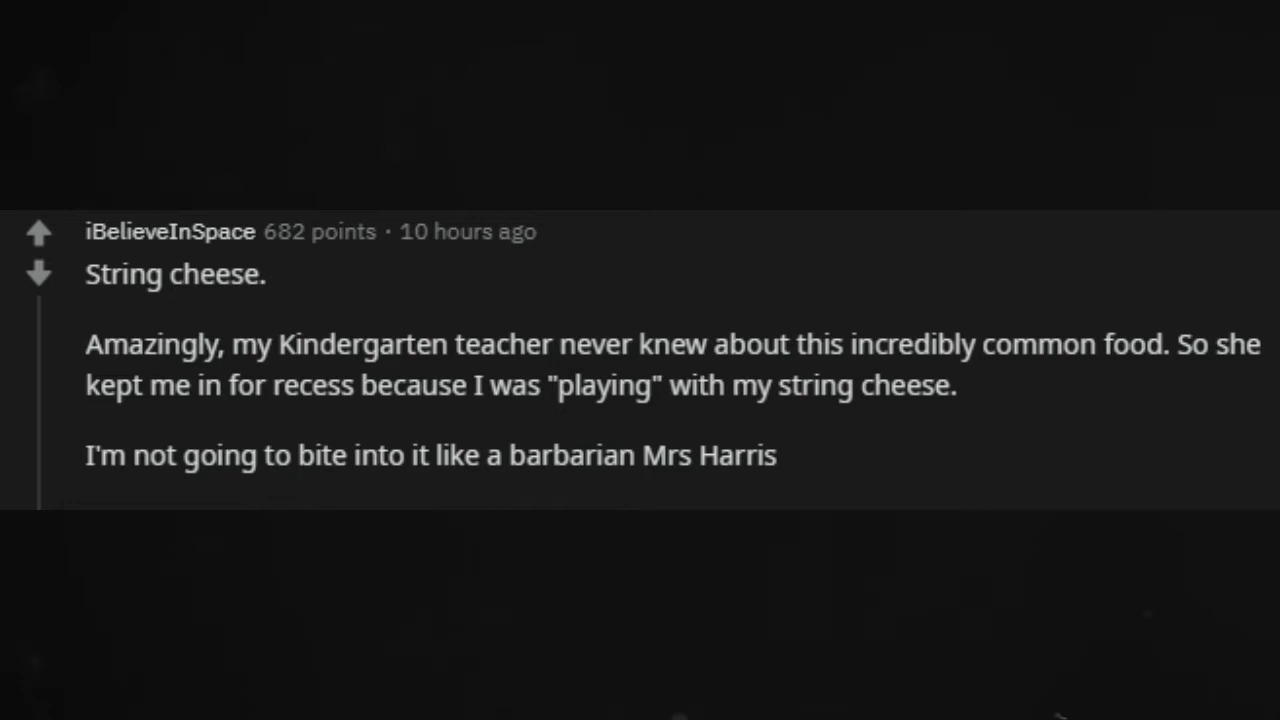 iBelieveInSpace 682 points · 10 hours ago
String cheese.
Amazingly, my Kindergarten teacher never knew about this incredibly common food. So she
kept me in for recess because I was "playing" with my string cheese.
I'm not going to bite into it like a barbarian Mrs Harris